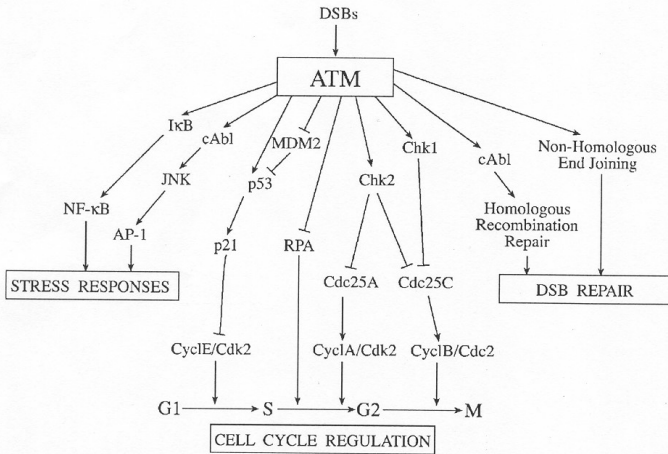 DSBs
ATM
IκB
cAbl
MDM2
Chk1
cAbl
Non-Homologous
End Joining
JNK
p53
Chk2
NF-κB
AP-1
p21
RPA
Homologous
Recombination
Repair
STRESS RESPONSES
Cdc25A
Cdc25C
DSB REPAIR
CyclE/Cdk2
CyclA/Cdk2
CyclB/Cdc2
G1
S
G2
M
CELL CYCLE REGULATION